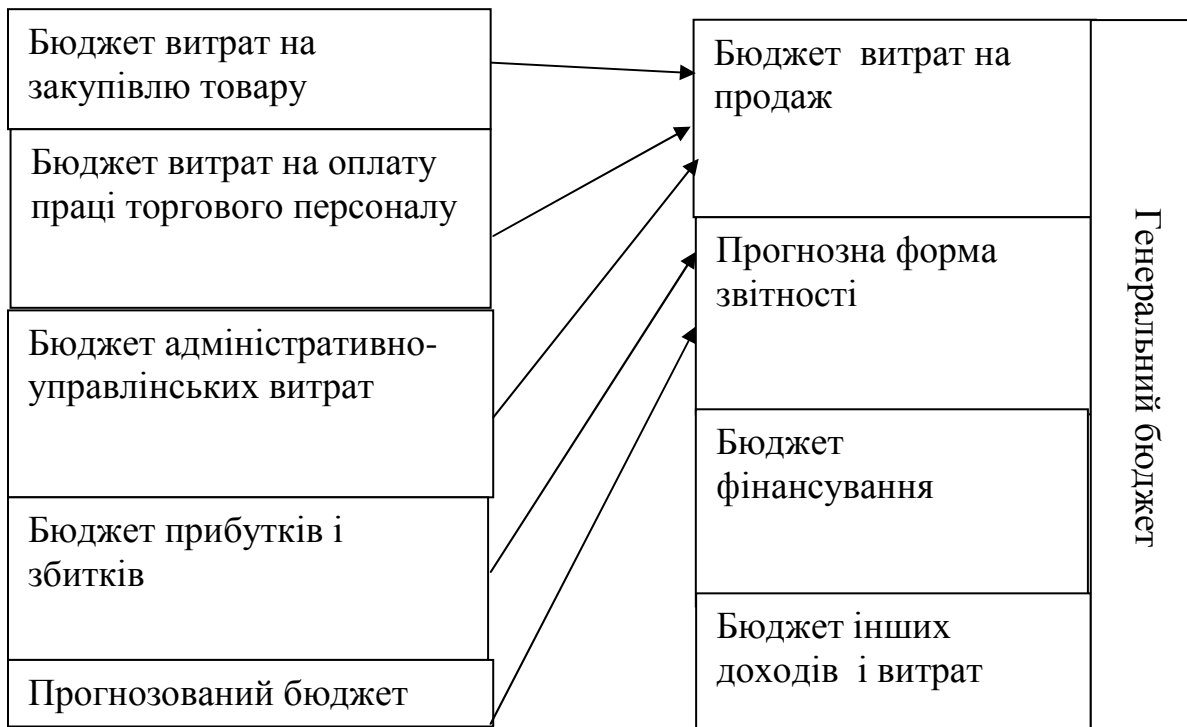 Бюджет витрат на
закупівлю товару
Бюджет витрат на оплату
праці торгового персоналу
Бюджет адміністративно-
управлінських витрат
Бюджет прибутків і
збитків
Прогнозований бюджет
Бюджет витрат на
продаж
Прогнозна форма
звітності
Бюджет
фінансування
Бюджет інших
доходів і витрат
Генеральний бюджет